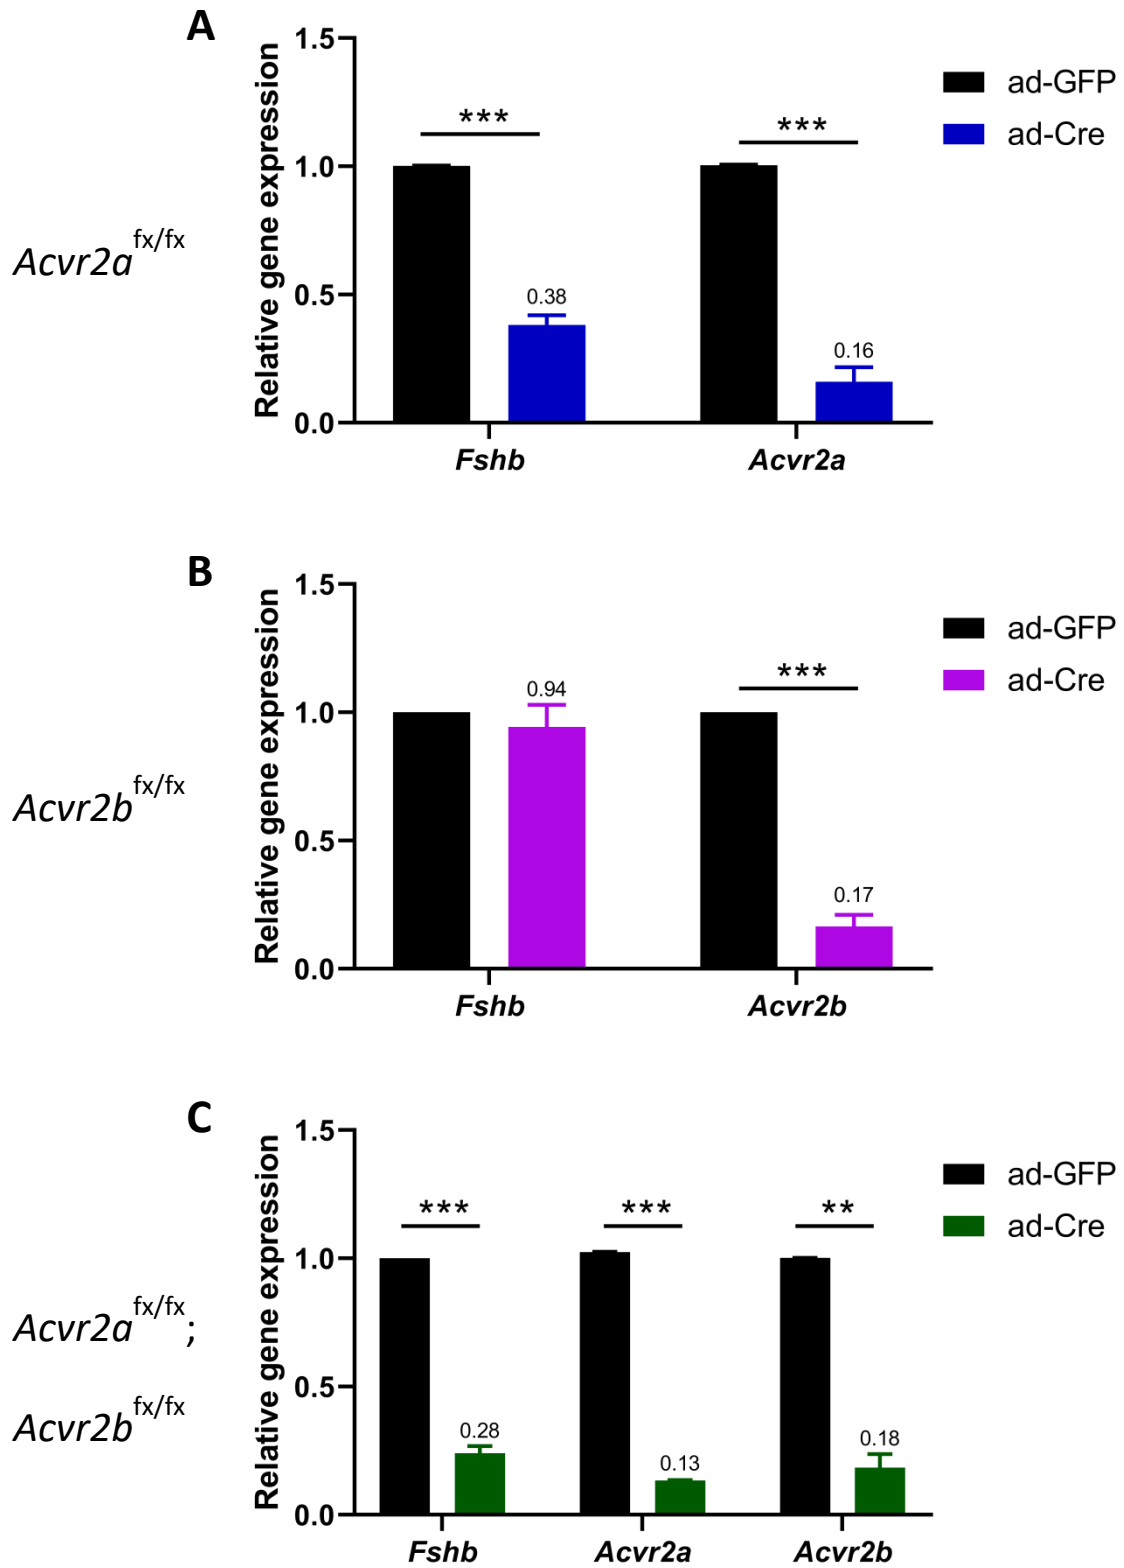 A
Relative gene expression
1.5
1.0
0.5
0.0
***
***
0.38
0.16
Fshb
Acvr2a
ad-GFP
ad-Cre
Acvr2a fx/fx
B
Relative gene expression
1.5
1.0
0.5
0.0
***
0.94
0.17
Fshb
Acvr2b
ad-GFP
ad-Cre
Acvr2b fx/fx
C
Relative gene expression
1.5
1.0
0.5
0.0
***
***
**
0.28
0.13
0.18
Fshb
Acvr2a
Acvr2b
ad-GFP
ad-Cre
Acvr2a fx/fx;
Acvr2b fx/fx